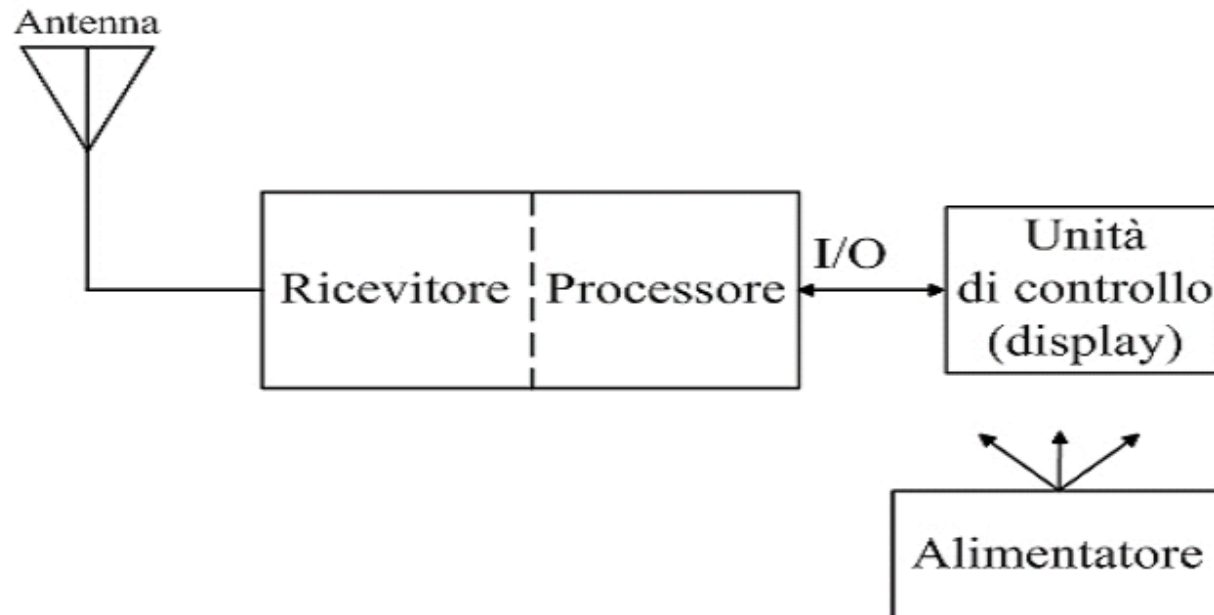 Antenna
Ricevitore
Processore
I/O
Unità
di controllo
(display)
Alimentatore